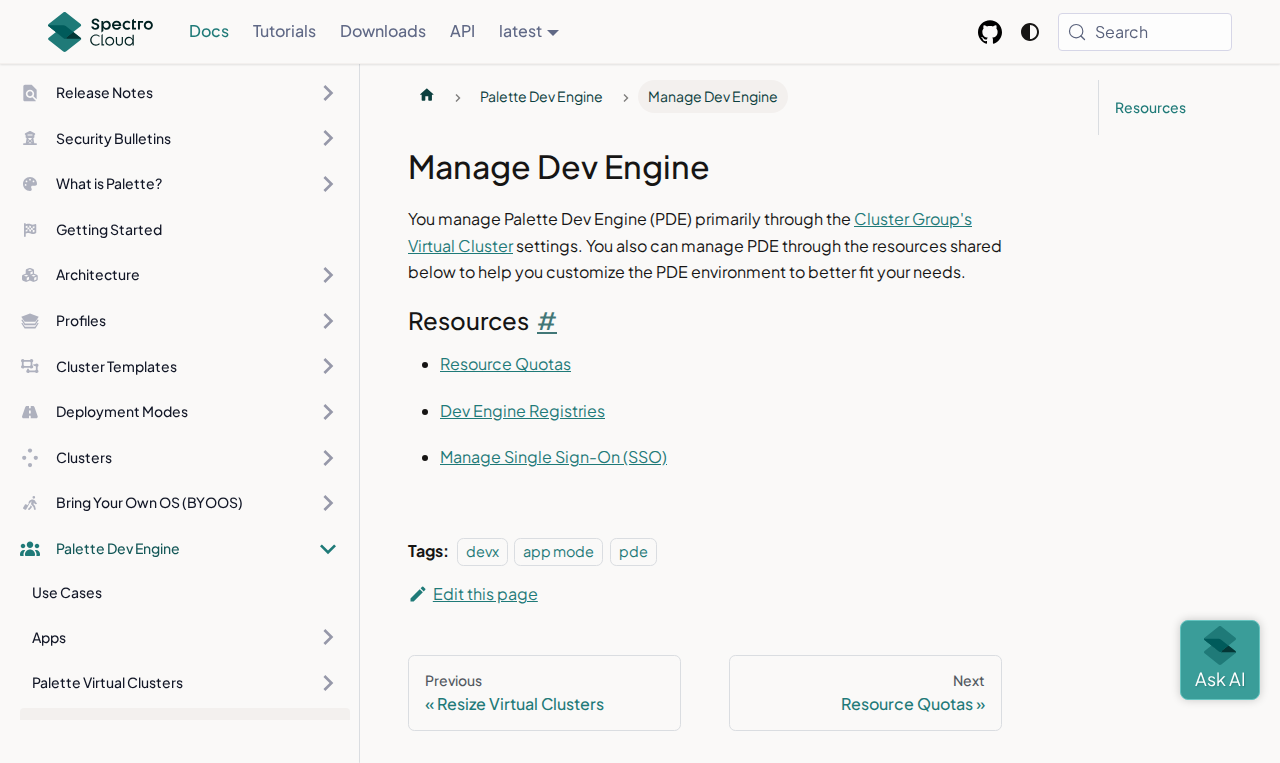 Spectro Cloud
Docs
Tutorials
Downloads
API
latest
Search
Release Notes
Security Bulletins
What is Palette?
Getting Started
Architecture
Profiles
Cluster Templates
Deployment Modes
Clusters
Bring Your Own OS (BYOOS)
Palette Dev Engine
Use Cases
Apps
Palette Virtual Clusters
Palette Dev Engine
Manage Dev Engine
Manage Dev Engine
You manage Palette Dev Engine (PDE) primarily through the Cluster Group's
Virtual Cluster settings. You also can manage PDE through the resources shared
below to help you customize the PDE environment to better fit your needs.
Resources #
Resource Quotas
Dev Engine Registries
Manage Single Sign-On (SSO)
Tags: devx app mode pde
Edit this page
Previous
« Resize Virtual Clusters
Next
Resource Quotas »
Resources
Ask AI